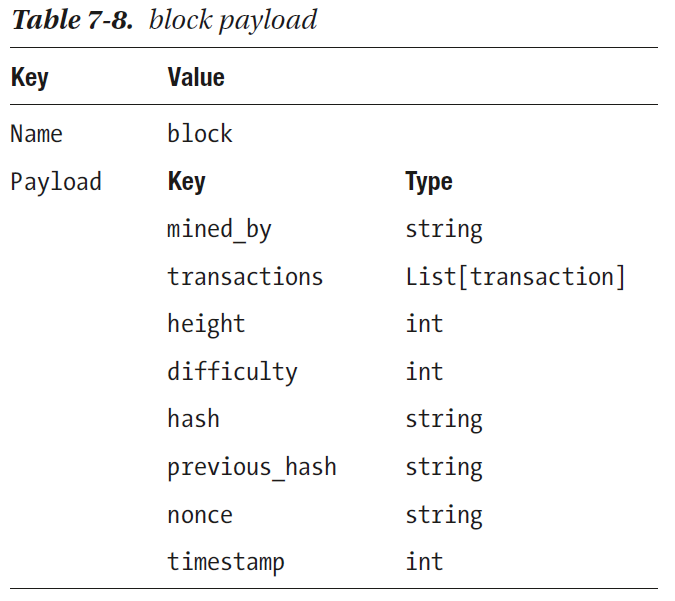 Table 7-8. block payload
Key Value
Name block
Payload Key Type
mined_by string
transactions List[transaction]
height int
difficulty int
hash string
previous_hash string
nonce string
timestamp int